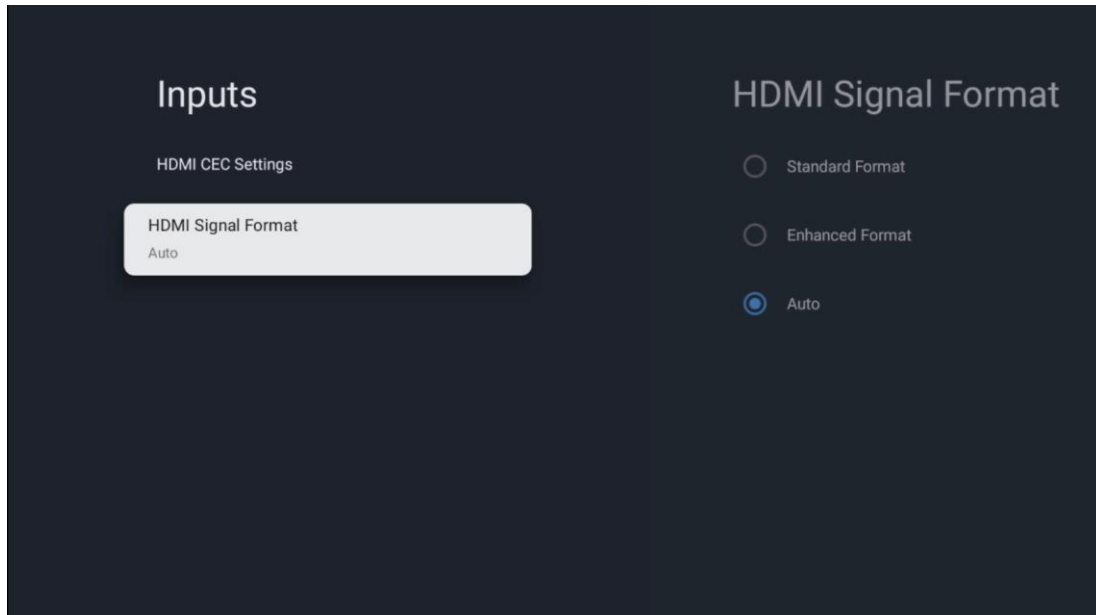 Inputs
HDMI CEC Settings
HDMI Signal Format
Auto
HDMI Signal Format
Standard Format
Enhanced Format
Auto